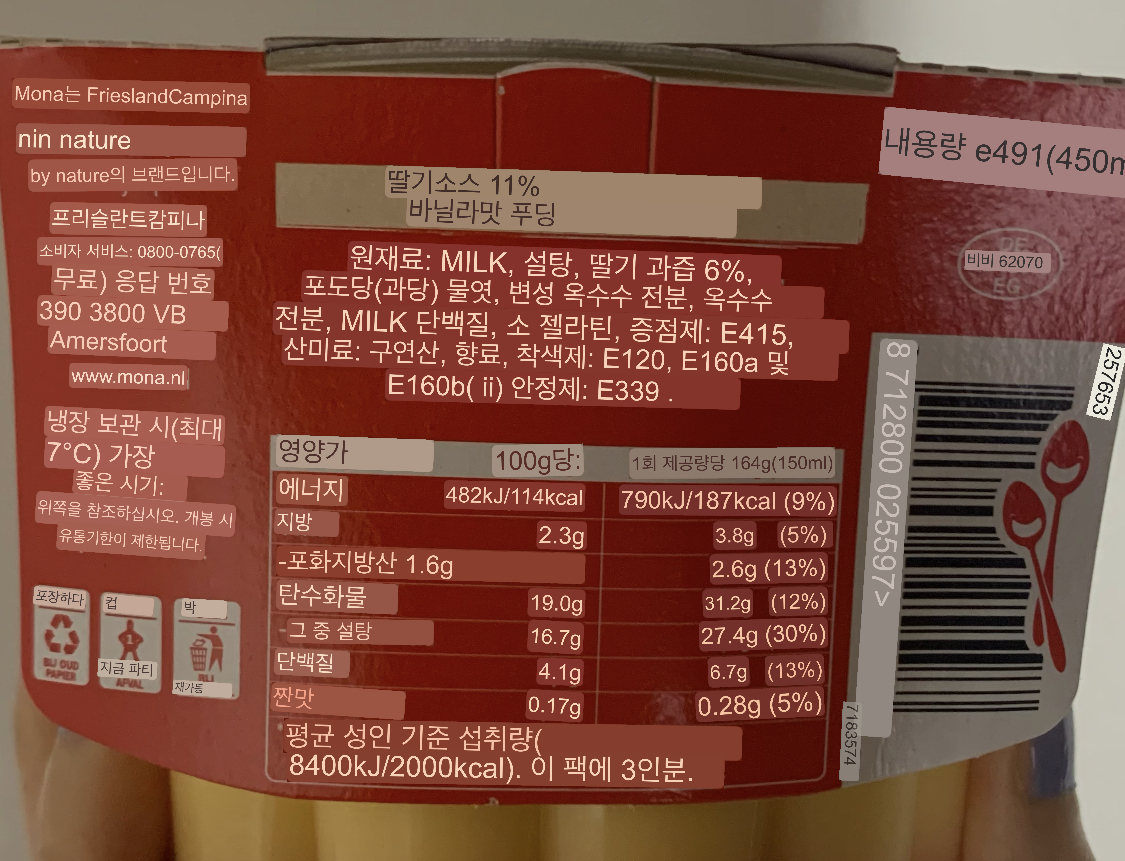 Mona는 FrieslandCampina
nin nature
by nature의 브랜드입니다.
프리슬란트캄피나
소비자 서비스: 0800-0765(
무료) 응답 번호
390 3800 VB
Amersfoort
www.mona.nl
냉장 보관 시(최대
7°C) 가장
좋은 시기:
위쪽을 참조하십시오. 개봉 시
유통기한이 제한됩니다.
포장하다
BIJ OUD
PAPIER
컵
1
지금 파티
AFVAL
박
BIJ
재가동
딸기소스 11%
바닐라맛 푸딩
원재료: MILK, 설탕, 딸기 과즙 6%,
포도당(과당) 물엿, 변성 옥수수 전분, 옥수수
전분, MILK 단백질, 소 젤라틴, 증점제: E415,
산미료: 구연산, 향료, 착색제: E120, E160a 및
E160b( ii) 안정제: E339 .
영양가 100g당: 1회 제공량당 164g(150ml)
에너지 482kJ/114kcal 790kJ/187kcal (9%)
지방 2.3g 3.8g (5%)
-포화지방산 1.6g 2.6g (13%)
탄수화물 19.0g 31.2g (12%)
-그 중 설탕 16.7g 27.4g (30%)
단백질 4.1g 6.7g (13%)
짠맛 0.17g 0.28g (5%)
평균 성인 기준 섭취량(
8400kJ/2000kcal). 이 팩에 3인분.
내용량 e491(450m
DE
비비 62070
EG
8 712800 025597>
257653
7183574